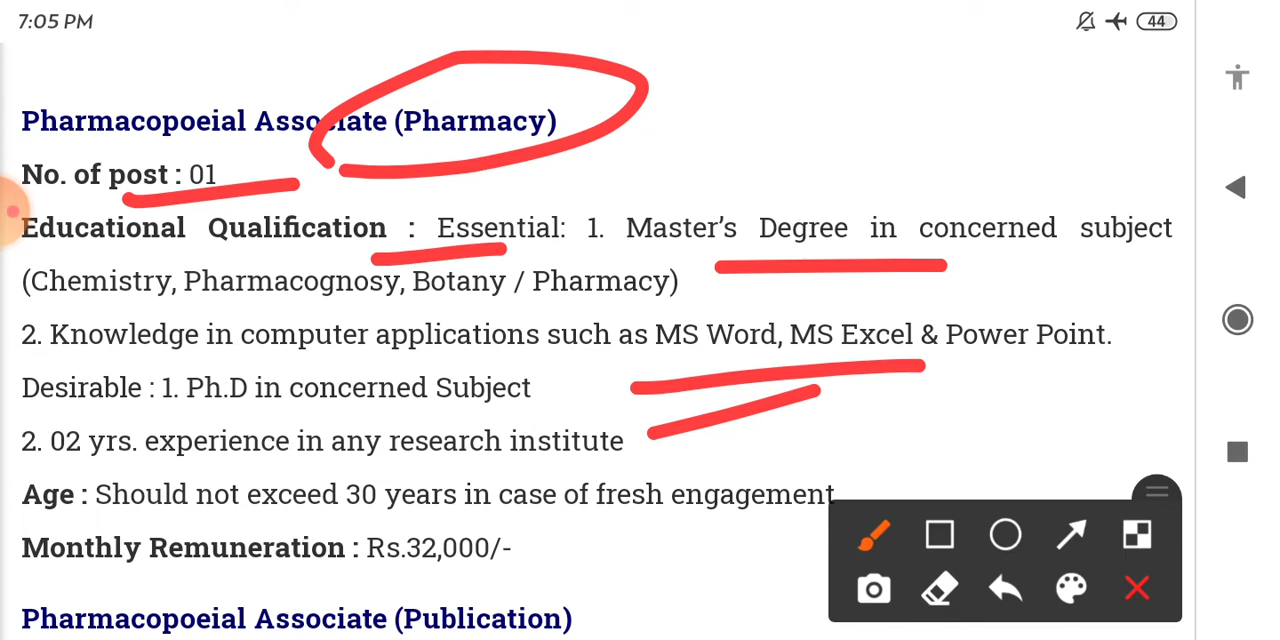 7:05 PM
44
Pharmacopoeial Associate (Pharmacy)
No. of post : 01
Educational Qualification : Essential: 1. Master’s Degree in concerned subject
(Chemistry, Pharmacognosy, Botany / Pharmacy)
2. Knowledge in computer applications such as MS Word, MS Excel & Power Point.
Desirable : 1. Ph.D in concerned Subject
2. 02 yrs. experience in any research institute
Age : Should not exceed 30 years in case of fresh engagement
Monthly Remuneration : Rs.32,000/-
Pharmacopoeial Associate (Publication)